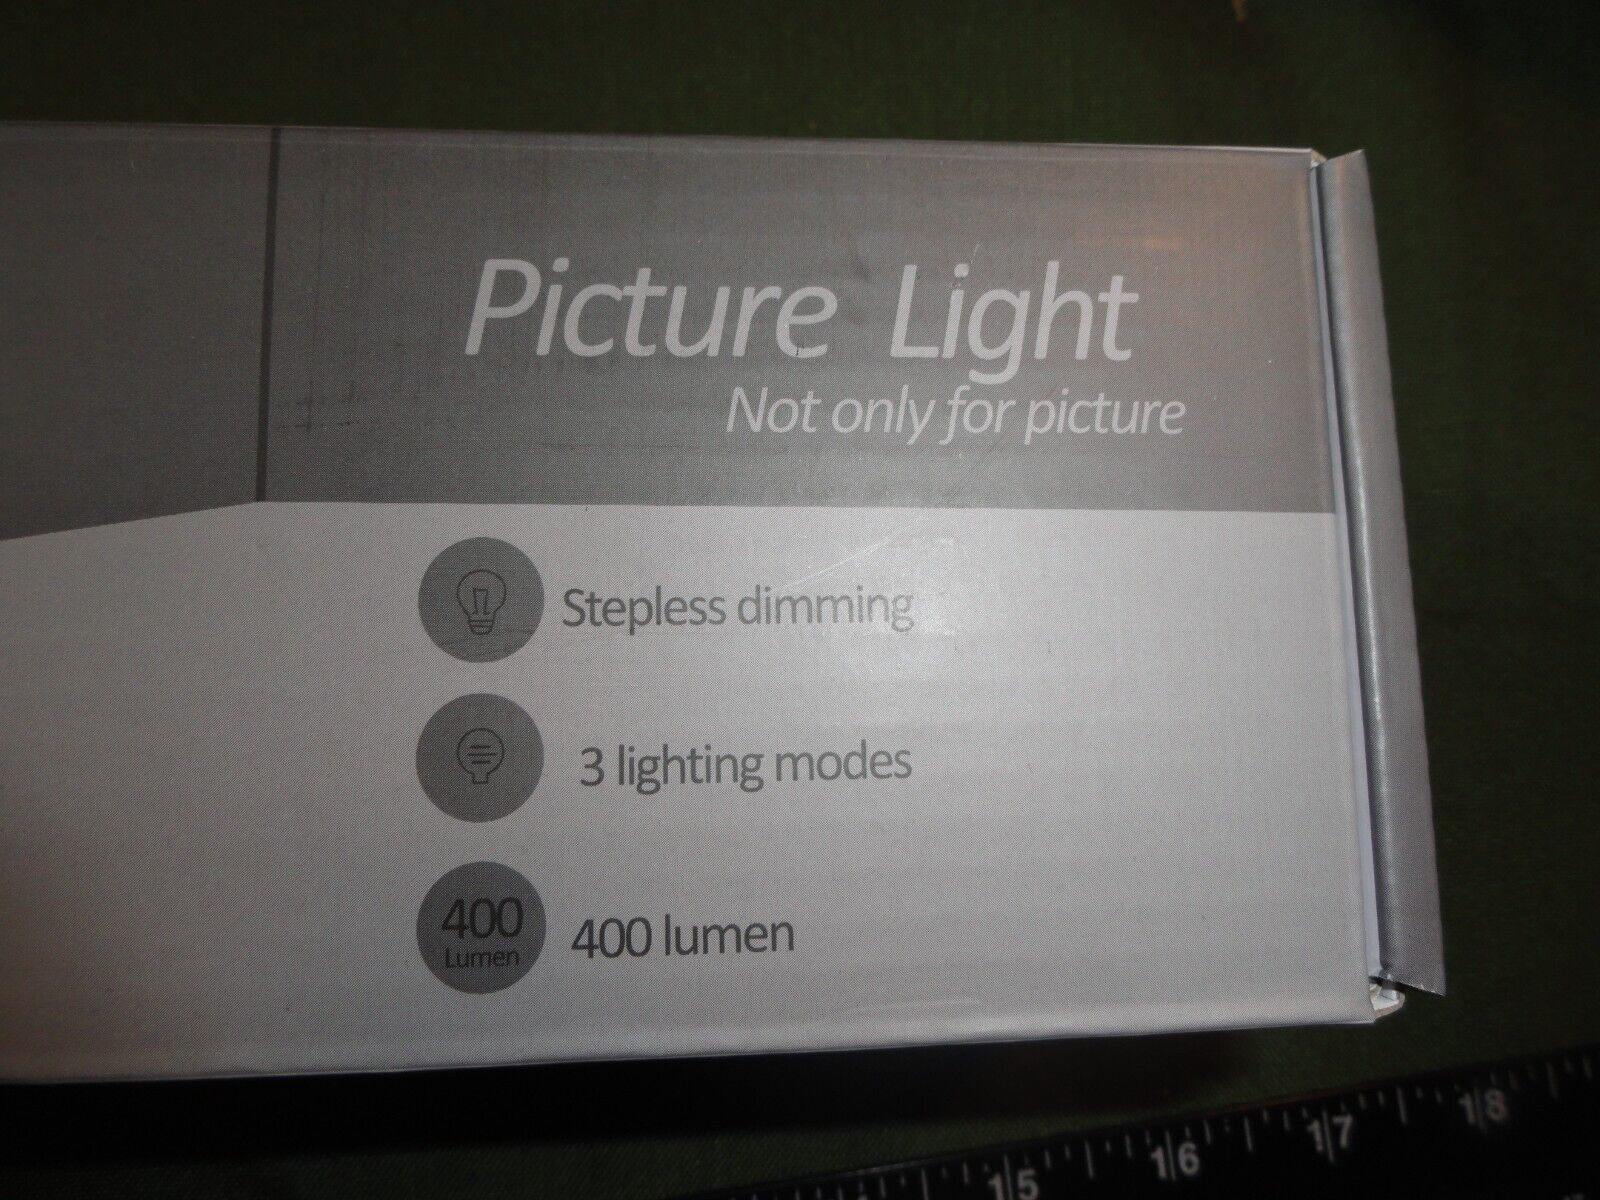 Picture Light
Not only for picture
Stepless dimming
3 lighting modes
400
Lumen
400 lumen
15
16
17
18